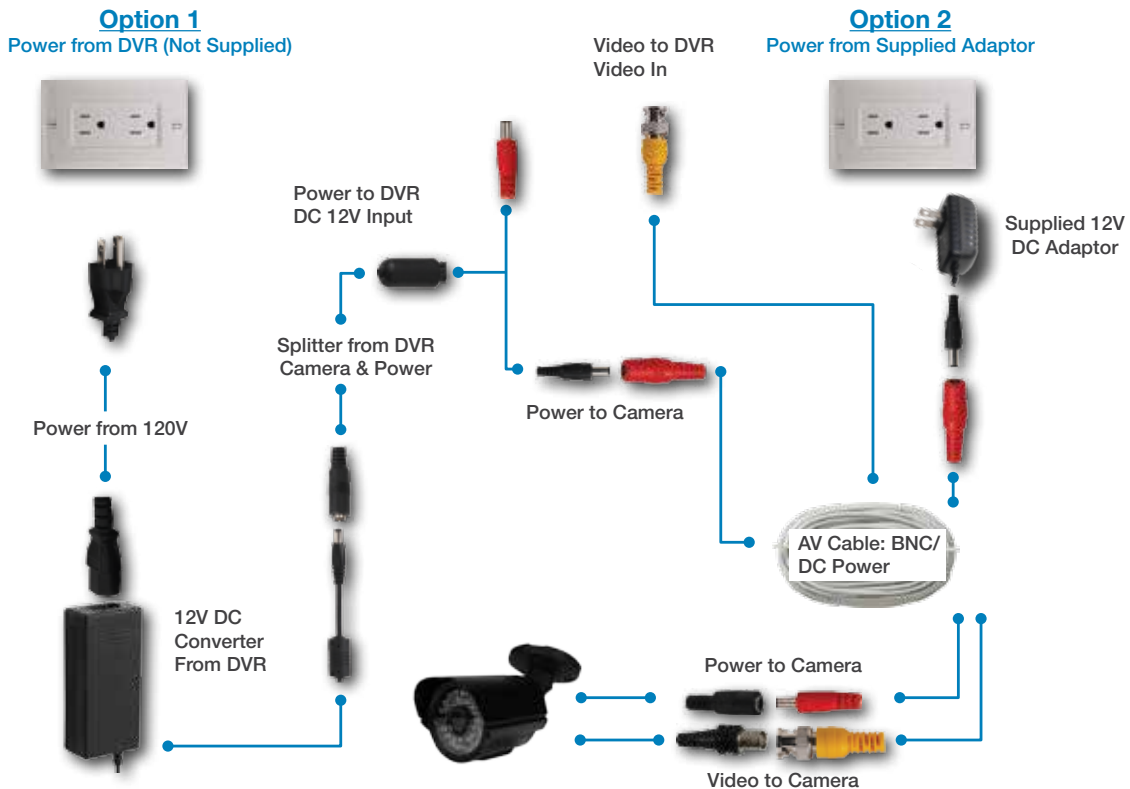 Option 1
Power from DVR (Not Supplied)
Option 2
Power from Supplied Adaptor
Video to DVR
Video In
Power to DVR
DC 12V Input
Supplied 12V
DC Adaptor
Splitter from DVR
Camera & Power
Power to Camera
Power from 120V
AV Cable: BNC/
DC Power
12V DC
Converter
From DVR
Power to Camera
Video to Camera